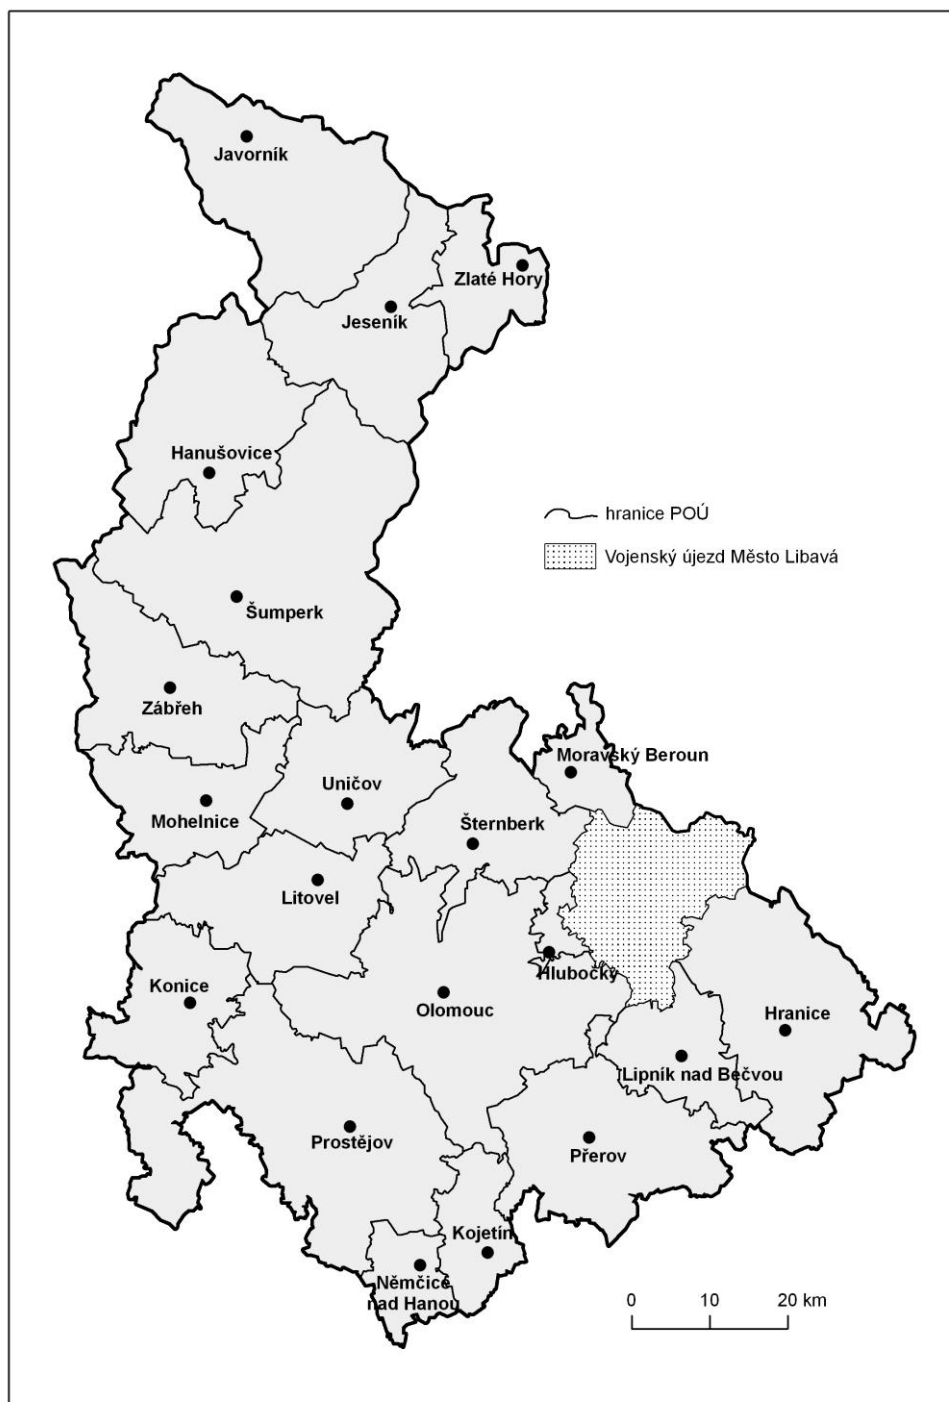 Javorník
Zlaté Hory
Jeseník
Hanušovice
hranice POÚ
Vojenský újezd Město Libavá
Šumperk
Zábřeh
Moravský Beroun
Uničov
Mohelnice
Šternberk
Litovel
Hlubočky
Konice
Olomouc
Hranice
Lipník nad Bečvou
Prostějov
Přerov
Kojetín
Němčice
nad Hanou
0 10 20 km